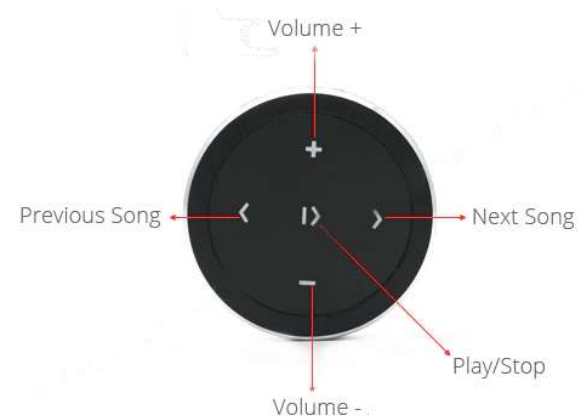 Volume +
Previous Song
Next Song
Play/Stop
Volume -